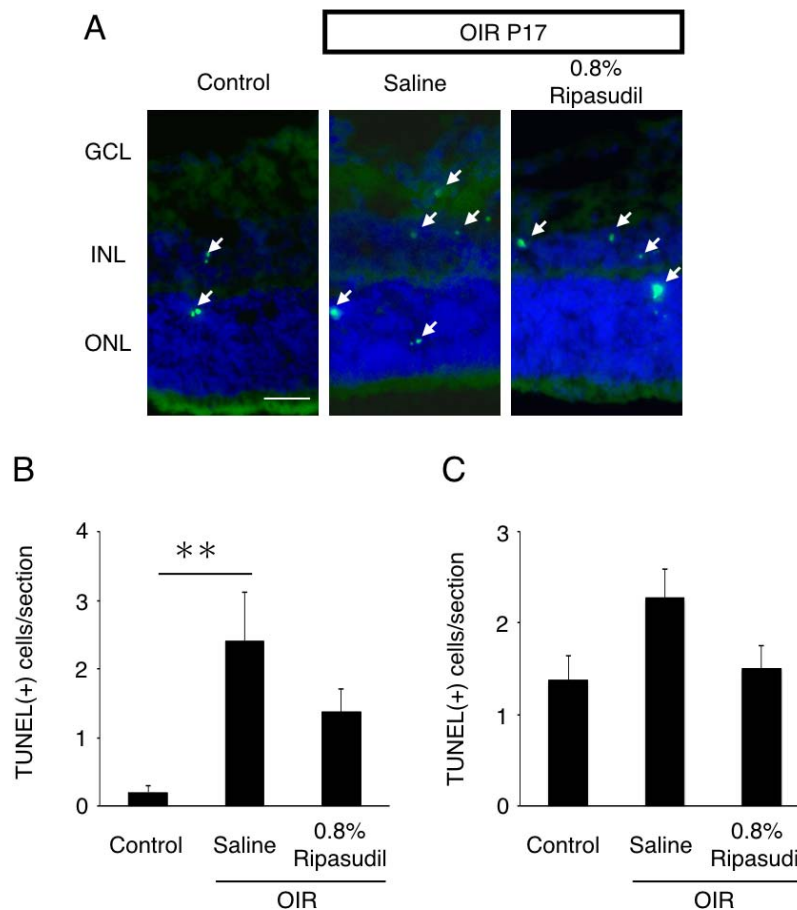 A
OIR P17
Control
Saline
0.8%
Ripasudil
GCL
INL
ONL
B
TUNEL(+) cells/section
4
3
2
1
0
**
Control
Saline
0.8%
Ripasudil
OIR
C
TUNEL(+) cells/section
3
2
1
0
Control
Saline
0.8%
Ripasudil
OIR